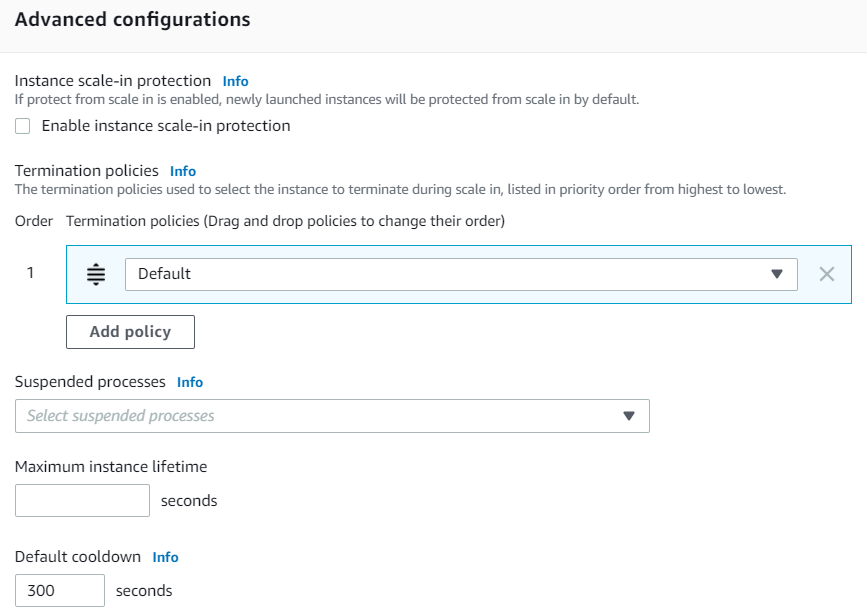 Advanced configurations
Instance scale-in protection Info
If protect from scale in is enabled, newly launched instances will be protected from scale in by default.
Enable instance scale-in protection
Termination policies Info
The termination policies used to select the instance to terminate during scale in, listed in priority order from highest to lowest.
Order Termination policies (Drag and drop policies to change their order)
1 Default
Add policy
Suspended processes Info
Select suspended processes
Maximum instance lifetime
seconds
Default cooldown Info
300 seconds